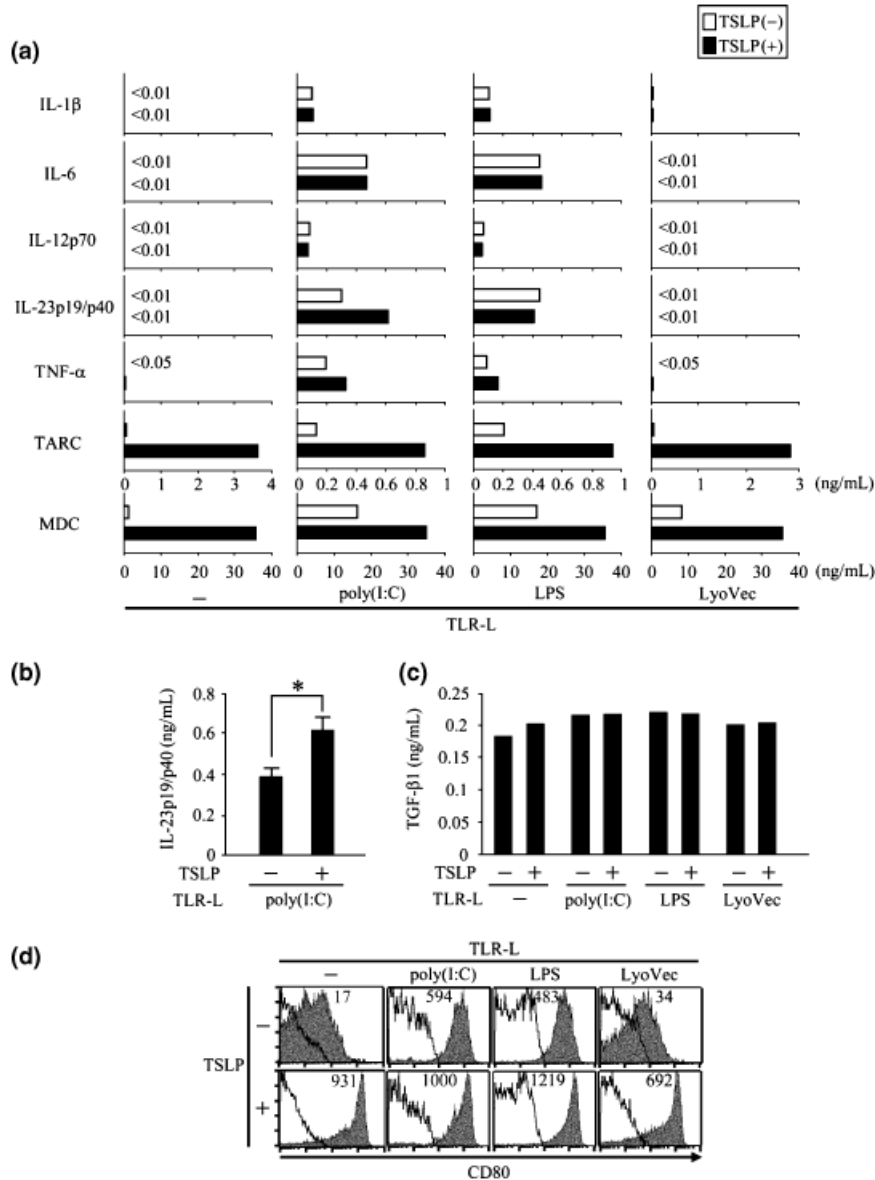 TSLP(−)
TSLP(+)
(a)
IL-1β
<0.01
<0.01
IL-6
<0.01
<0.01
<0.01
<0.01
IL-12p70
<0.01
<0.01
<0.01
<0.01
IL-23p19/p40
<0.01
<0.01
<0.01
<0.01
TNF-α
<0.05
<0.05
TARC
0 1 2 3 4 0 0.2 0.4 0.6 0.8 1 0 0.2 0.4 0.6 0.8 1 0 1 2 3 (ng/mL)
MDC
0 10 20 30 40 0 10 20 30 40 0 10 20 30 40 0 10 20 30 40 (ng/mL)
− poly(I:C) LPS LyoVec
TLR-L
(b)
IL-23p19/p40 (ng/mL)
0.8
0.6
0.4
0.2
0
*
TSLP − +
TLR-L poly(I:C)
(c)
TGF-β1 (ng/mL)
0.25
0.2
0.15
0.1
0.05
0
TSLP − + − + − + − +
TLR-L − poly(I:C) LPS LyoVec
(d)
TLR-L
− poly(I:C) LPS LyoVec
TSLP
− 17 594 483 34
+ 931 1000 1219 692
CD80